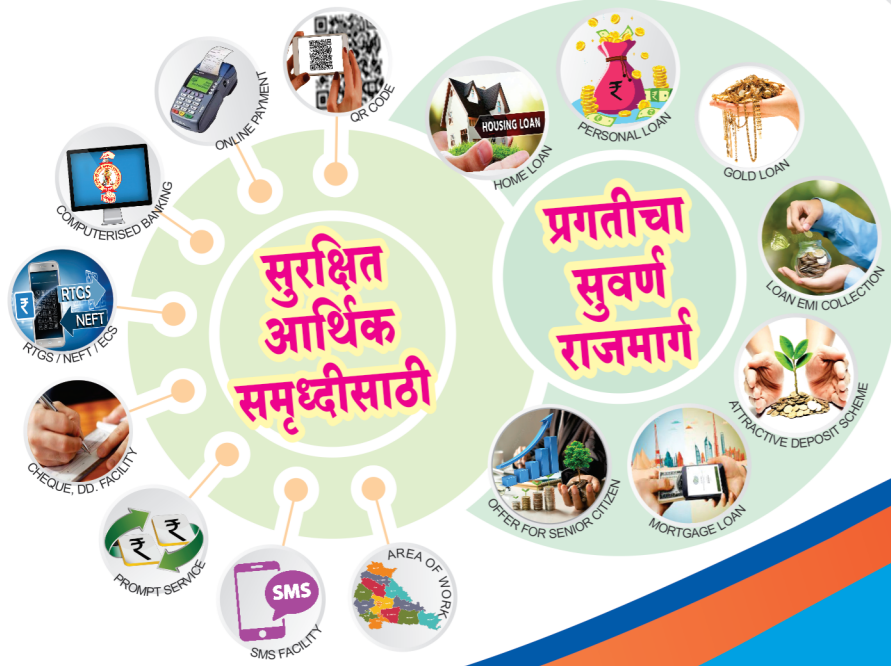 QR CODE
ONLINE PAYMENT
COMPUTERISED BANKING
RTGS
NEFT
RTGS / NEFT / ECS
CHEQUE, DD. FACILITY
PROMPT SERVICE
SMS
SMS FACILITY
AREA OF WORK
सुरक्षित
आर्थिक
समृध्दीसाठी
HOUSING LOAN
HOME LOAN
PERSONAL LOAN
GOLD LOAN
LOAN EMI COLLECTION
ATTRACTIVE DEPOSIT SCHEME
MORTGAGE LOAN
OFFER FOR SENIOR CITIZEN
प्रगतीचा
सुवर्ण
राजमार्ग